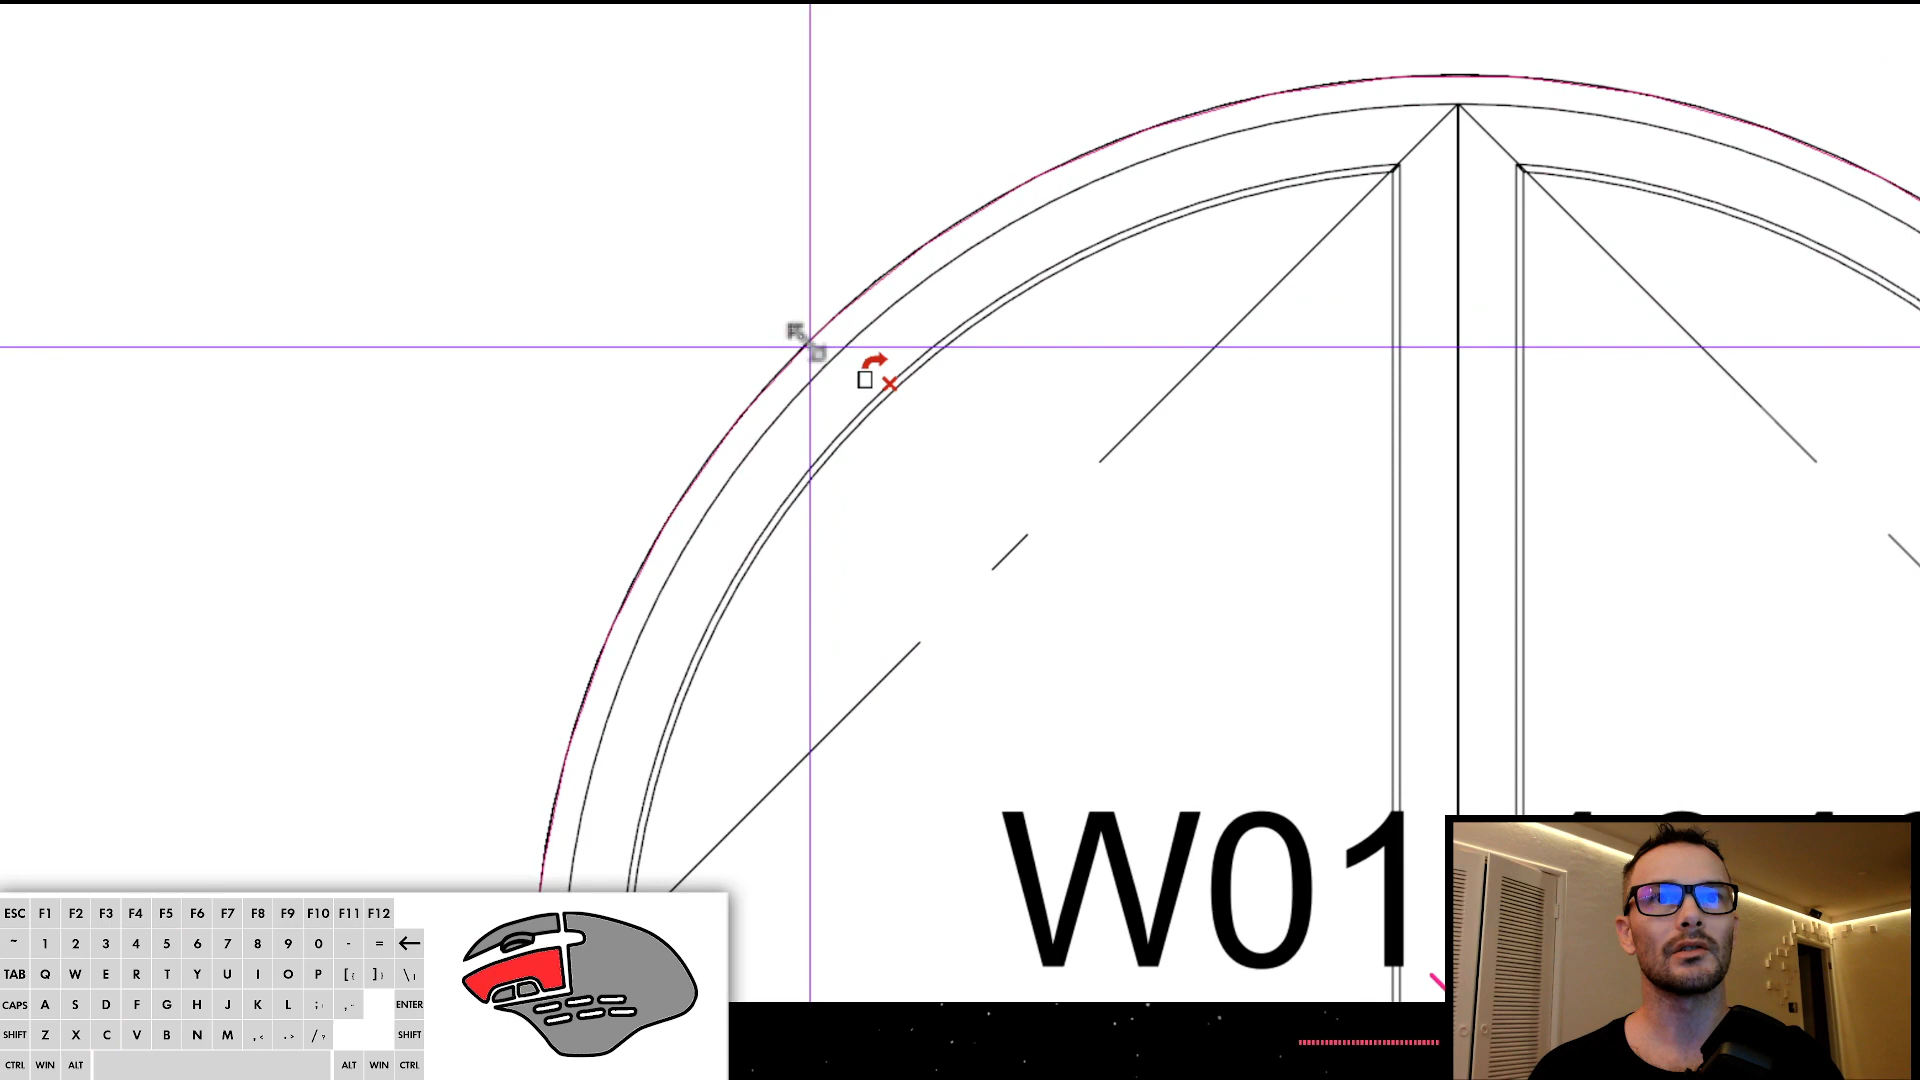 W01
ESC F1 F2 F3 F4 F5 F6 F7 F8 F9 F10 F11 F12
~ 1 2 3 4 5 6 7 8 9 0 - = ←
TAB Q W E R T Y U I O P [{ ]} \|
CAPS A S D F G H J K L ENTER
SHIFT Z X C V B N M ,< .> /? SHIFT
CTRL WIN ALT ALT WIN CTRL